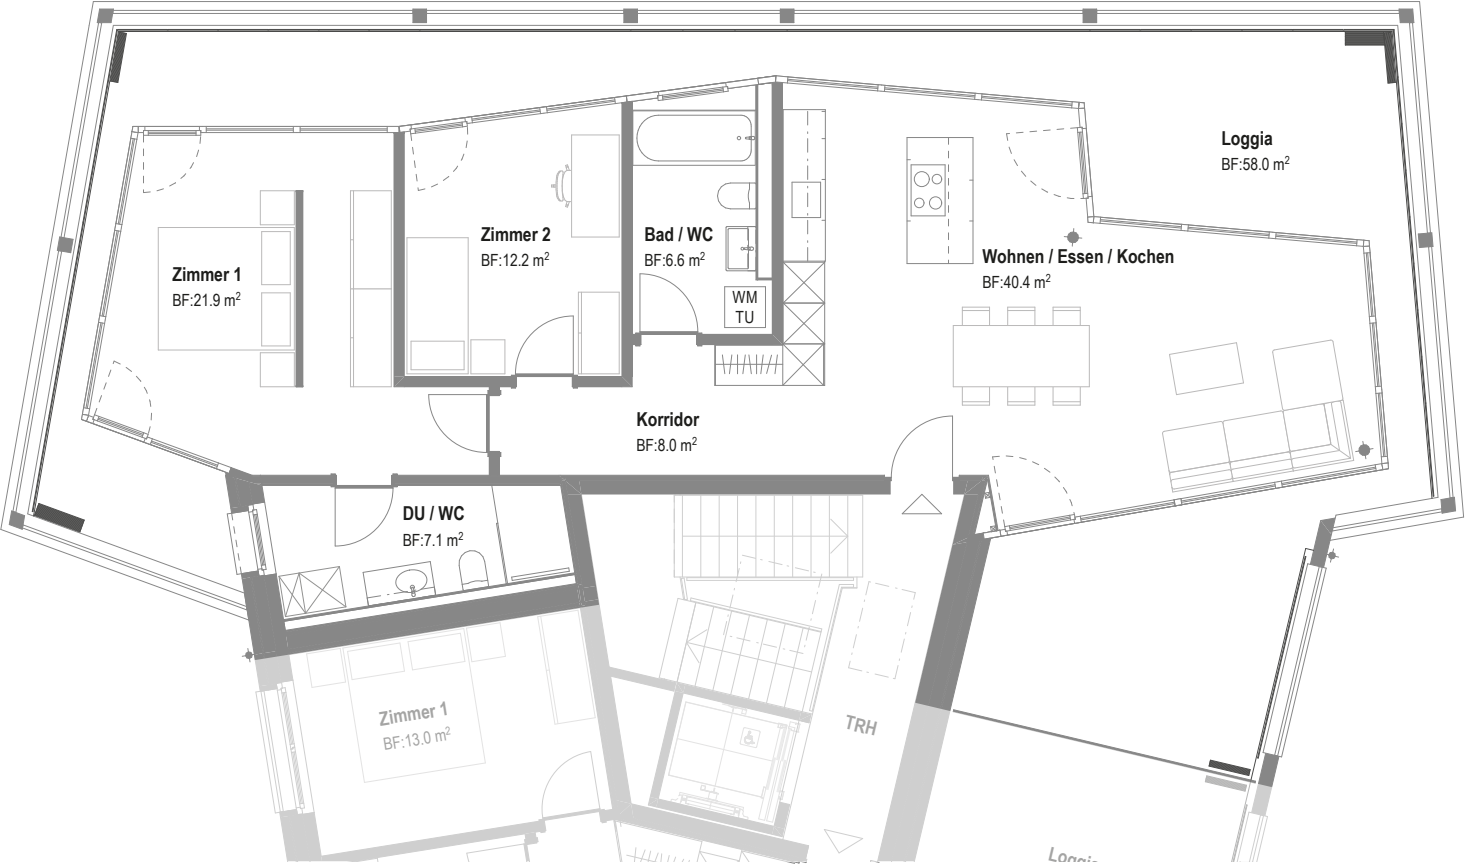 Loggia
BF:58.0 m²
Zimmer 2
BF:12.2 m²
Bad / WC
BF:6.6 m²
Wohnen / Essen / Kochen
BF:40.4 m²
Zimmer 1
BF:21.9 m²
WM
TU
Korridor
BF:8.0 m²
DU / WC
BF:7.1 m²
Zimmer 1
BF:13.0 m²
TRH
Loggia